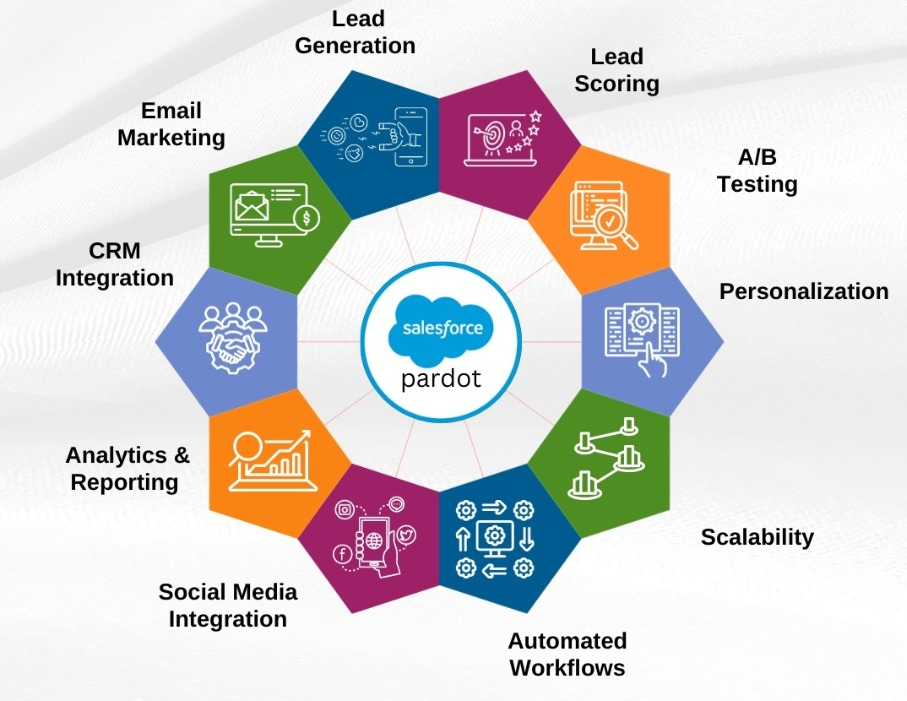 Lead
Generation
Lead
Scoring
Email
Marketing
A/B
Testing
CRM
Integration
Personalization
salesforce
pardot
Analytics &
Reporting
Scalability
Social Media
Integration
Automated
Workflows